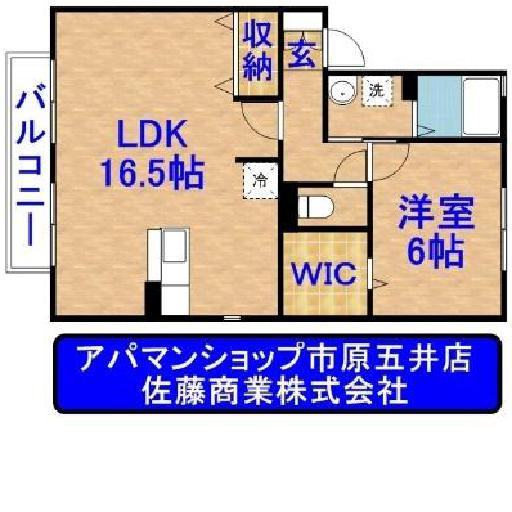 収納
玄
洗
バルコニー
LDK
16.5帖
冷
洋室
6帖
WIC
アパマンショップ市原五井店
佐藤商業株式会社